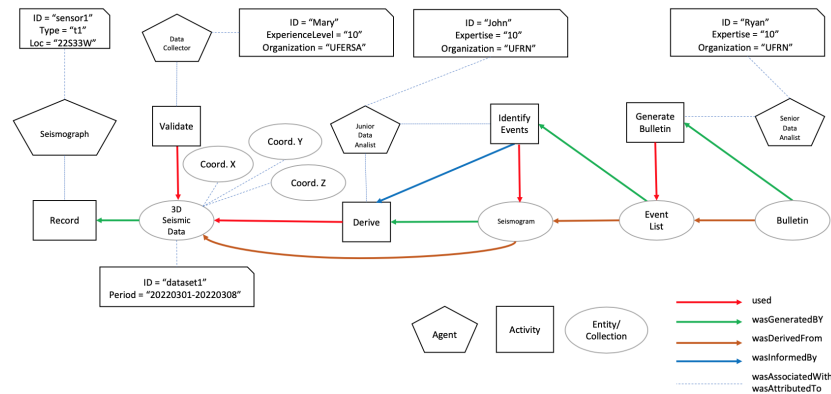 ID = “sensor1”
Type = “t1”
Loc = “22S33W”
Data
Collector
ID = “Mary”
ExperienceLevel = “10”
Organization = “UFERSA”
ID = “John”
Expertise = “10”
Organization = “UFRN”
ID = “Ryan”
Expertise = “10”
Organization = “UFRN”)
Seismograph
Validate
Coord. X
Coord. Y
Coord. Z
Junior
Data
Analist
Identify
Events
Generate
Bulletin
Senior
Data
Analist
Record
3D
Seismic
Data
Derive
Seismogram
Event
List
Bulletin
ID = “dataset1”
Period = “20220301-20220308”
Agent
Activity
Entity/
Collection
used
wasGeneratedBY
wasDerivedFrom
wasInformedBy
wasAssociatedWith
wasAttributedTo